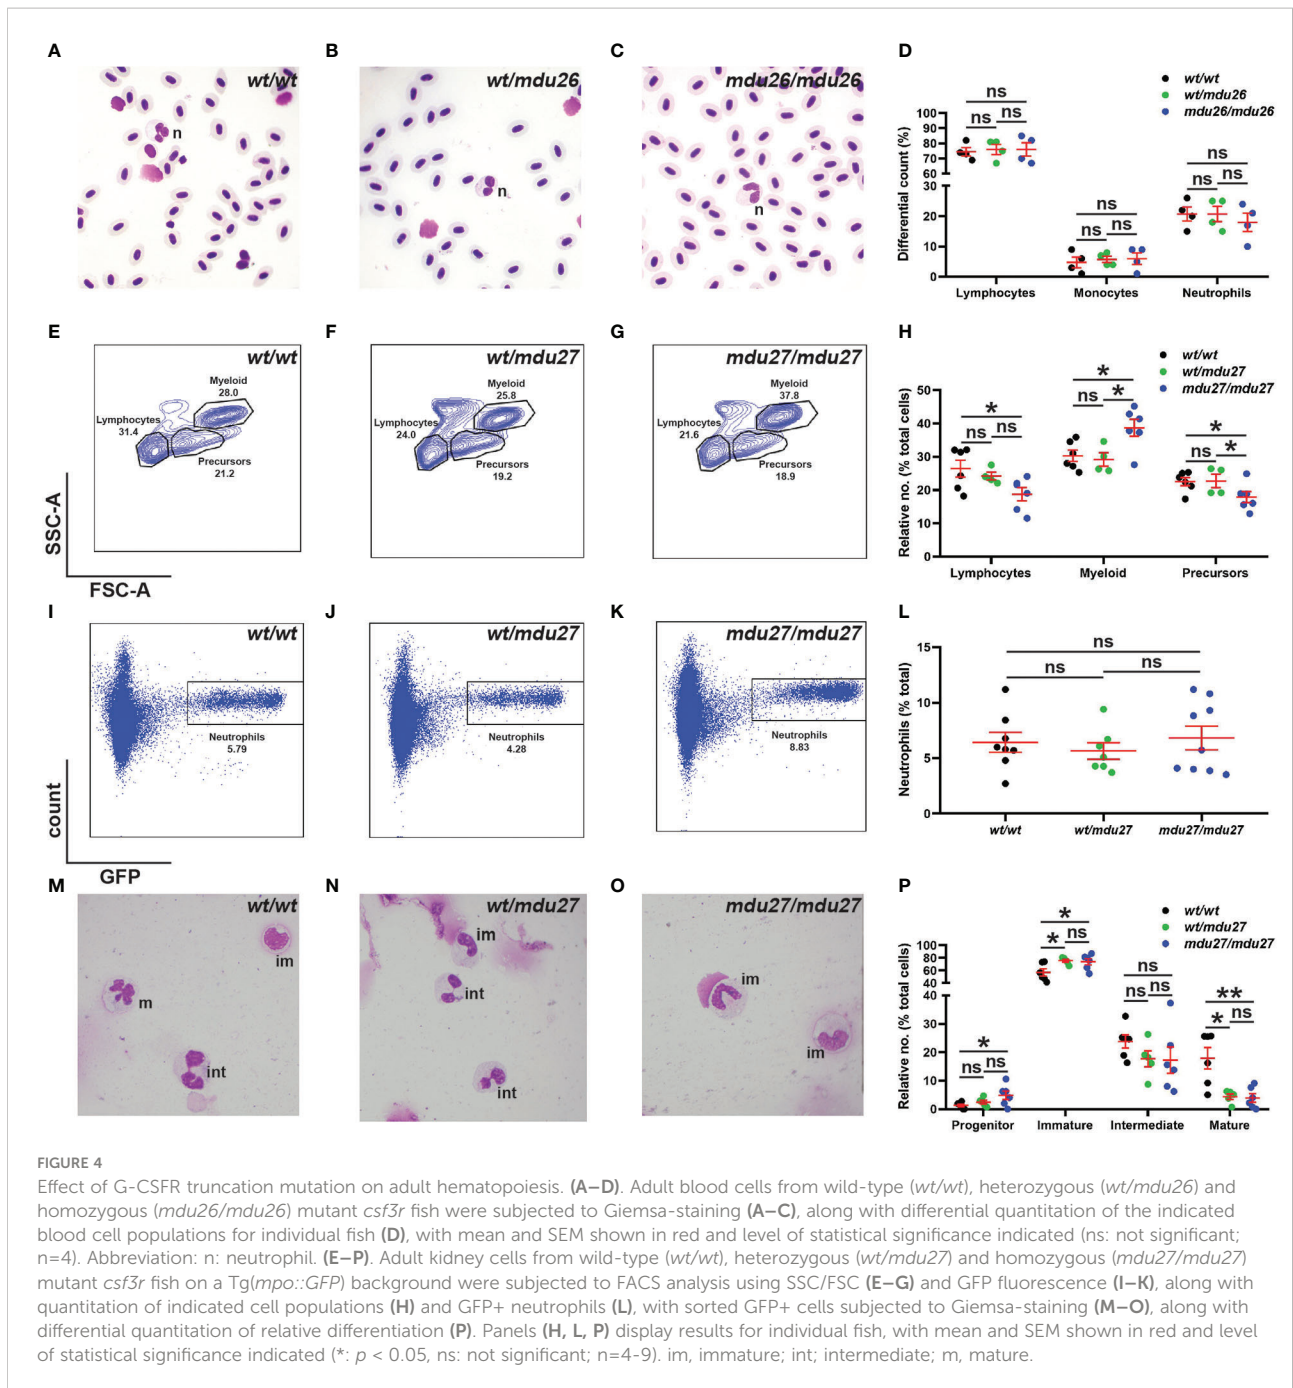 A
wt/wt
n
B
wt/mdu26
n
C
mdu26/mdu26
n
D
wt/wt
wt/mdu26
mdu26/mdu26
Differential count (%)
100
90
80
70
60
30
20
10
0
ns
ns ns
ns
ns ns
ns
ns ns
Lymphocytes Monocytes Neutrophils
E
wt/wt
Myeloid
28.0
Lymphocytes
31.4
Precursors
21.2
SSC-A
FSC-A
F
wt/mdu27
Myeloid
25.8
Lymphocytes
24.0
Precursors
19.2
G
mdu27/mdu27
Myeloid
37.8
Lymphocytes
21.6
Precursors
18.9
H
wt/wt
wt/mdu27
mdu27/mdu27
Relative no. (% total cells)
50
40
30
20
10
0
*
ns ns
*
ns *
*
ns *
Lymphocytes Myeloid Precursors
I
wt/wt
Neutrophils
5.79
count
GFP
J
wt/mdu27
Neutrophils
4.28
K
mdu27/mdu27
Neutrophils
8.83
L
Neutrophils (% total)
15
10
5
0
ns
ns ns
wt/wt wt/mdu27 mdu27/mdu27
M
wt/wt
im
m
int
N
wt/mdu27
im
int
int
O
mdu27/mdu27
im
im
P
wt/wt
wt/mdu27
mdu27/mdu27
Relative no. (% total cells)
100
80
60
40
40
30
20
10
0
*
ns ns
*
* ns
ns
ns ns
**
* ns
Progenitor Immature Intermediate Mature
FIGURE 4
Effect of G-CSFR truncation mutation on adult hematopoiesis. (A–D). Adult blood cells from wild-type (wt/wt), heterozygous (wt/mdu26) and
homozygous (mdu26/mdu26) mutant csf3r fish were subjected to Giemsa-staining (A–C), along with differential quantitation of the indicated
blood cell populations for individual fish (D), with mean and SEM shown in red and level of statistical significance indicated (ns: not significant;
n=4). Abbreviation: n: neutrophil. (E–P). Adult kidney cells from wild-type (wt/wt), heterozygous (wt/mdu27) and homozygous (mdu27/mdu27)
mutant csf3r fish on a Tg(mpo::GFP) background were subjected to FACS analysis using SSC/FSC (E–G) and GFP fluorescence (I–K), along with
quantitation of indicated cell populations (H) and GFP+ neutrophils (L), with sorted GFP+ cells subjected to Giemsa-staining (M–O), along with
differential quantitation of relative differentiation (P). Panels (H, L, P) display results for individual fish, with mean and SEM shown in red and level
of statistical significance indicated (*: p < 0.05, ns: not significant; n=4-9). im, immature; int; intermediate; m, mature.